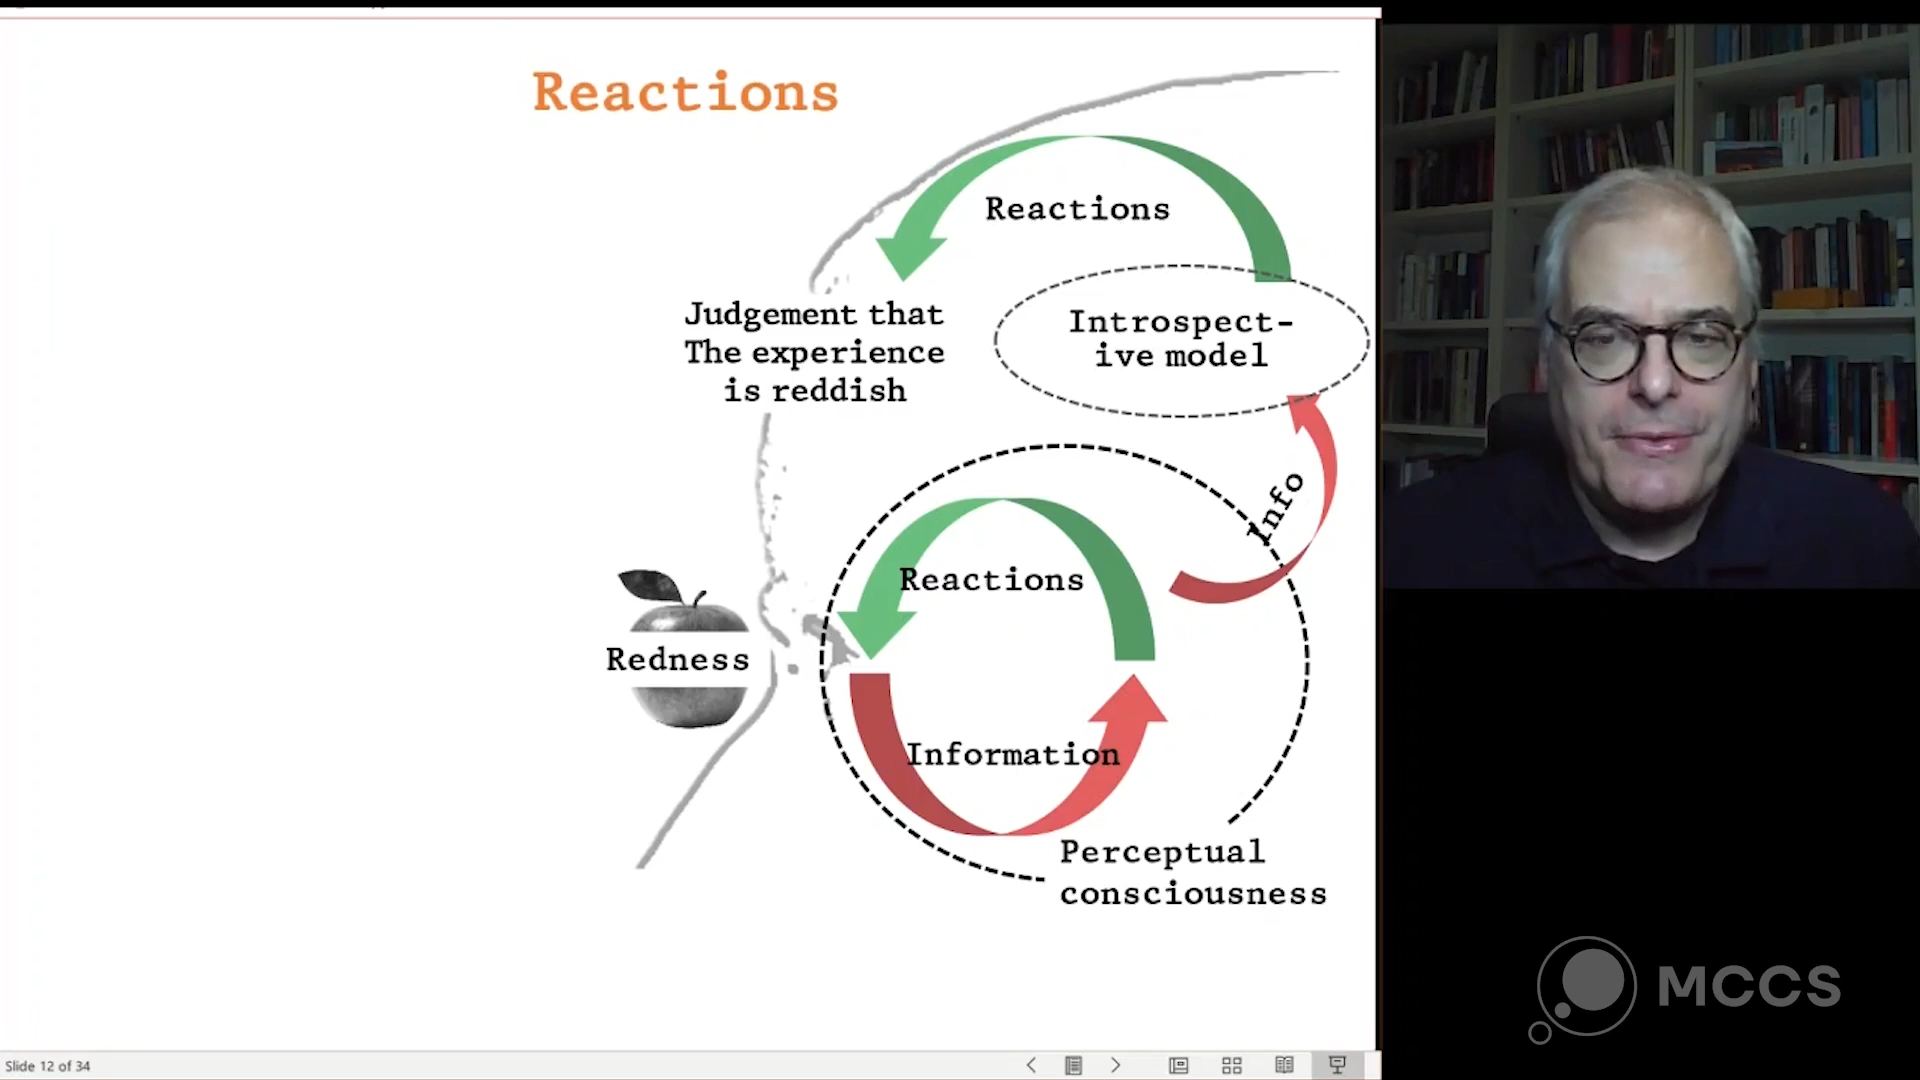 Reactions
Reactions
Judgement that
The experience
is reddish
Introspect-
ive model
Info
Reactions
Redness
Information
Perceptual
consciousness
MCCS
Slide 12 of 34